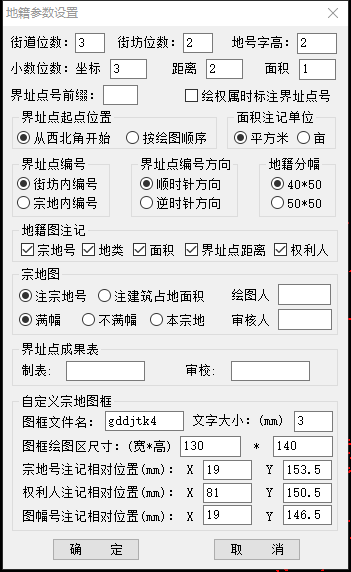 地籍参数设置
街道位数： 3 街坊位数： 2 地号字高： 2
小数位数：坐标 3 距离 2 面积 1
界址点号前缀： 绘权属时标注界址点号
界址点起点位置 面积注记单位
从西北角开始 按绘图顺序 平方米 亩
界址点编号 界址点编号方向 地籍分幅
街坊内编号 顺时针方向 40*50
宗地内编号 逆时针方向 50*50
地籍图注记
宗地号 地类 面积 界址点距离 权利人
宗地图
注宗地号 注建筑占地面积 绘图人
满幅 不满幅 本宗地 审核人
界址点成果表
制表： 审校：
自定义宗地图框
图框文件名： gddjtk4 文字大小：(mm) 3
图框绘图区尺寸：(宽*高) 130 * 140
宗地号注记相对位置(mm)： X 19 Y 153.5
权利人注记相对位置(mm)： X 81 Y 150.5
图幅号注记相对位置(mm)： X 19 Y 146.5
确 定 取 消